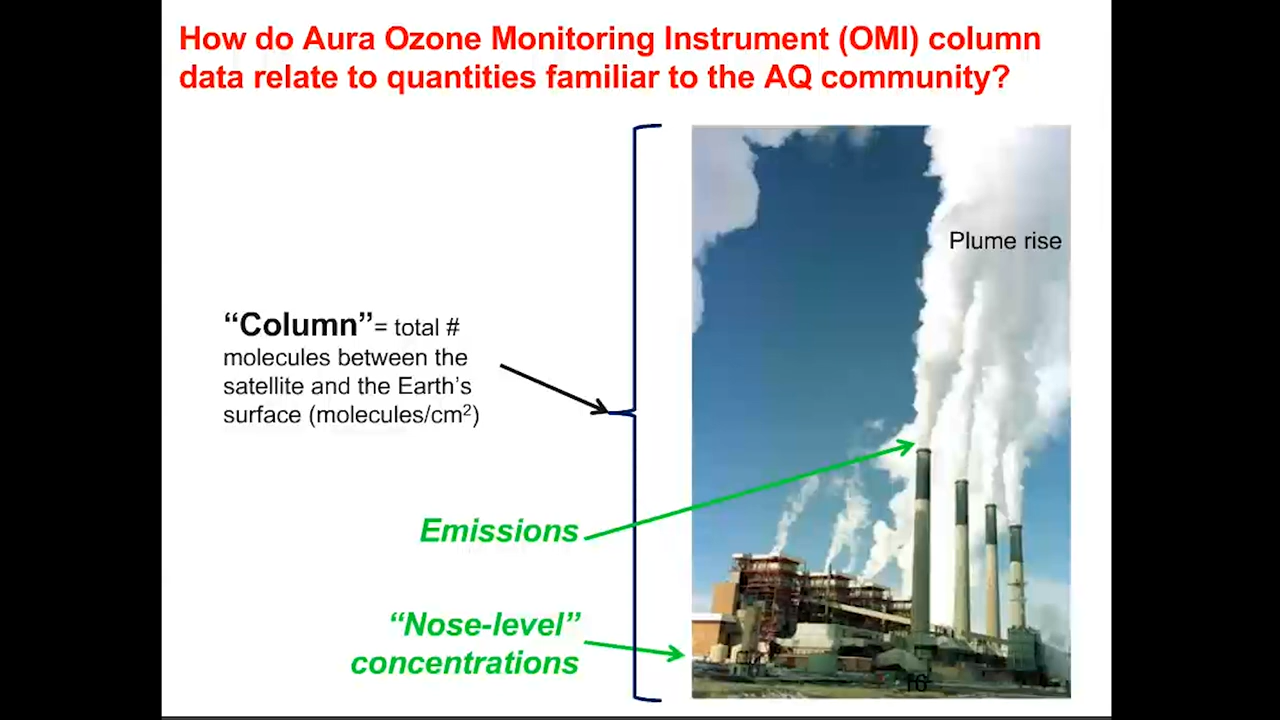 How do Aura Ozone Monitoring Instrument (OMI) column
data relate to quantities familiar to the AQ community?
Plume rise
“Column”= total #
molecules between the
satellite and the Earth’s
surface (molecules/cm²)
Emissions
“Nose-level”
concentrations
16